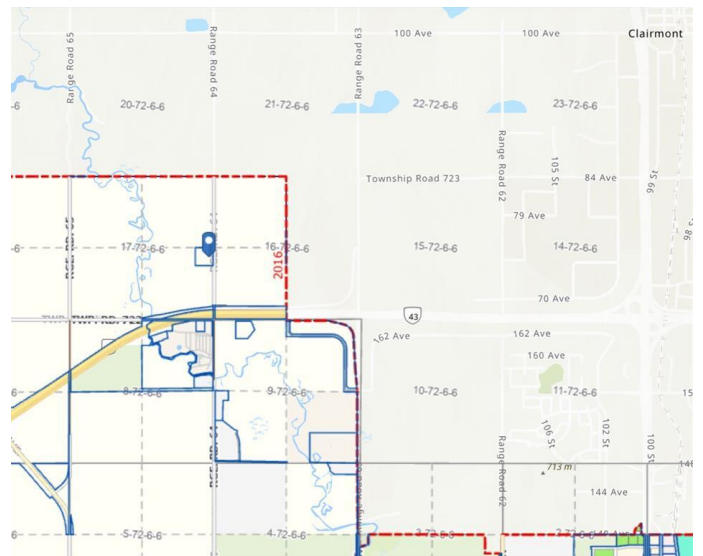 100 Ave
100 Ave
Clairmont
Range Road 65
Range Road 64
Range Road 63
-6
20-72-6-6
21-72-6-6
22-72-6-6
23-72-6-6
Range Road 62
105 St
Township Road 723
84 Ave
66 St
79 Ave
-6
17-72-6-6
16-72-6-6
15-72-6-6
14-72-6-6
2016
70 Ave
43
162 Ave
162 Ave
160 Ave
8-72-6-6
9-72-6-6
10-72-6-6
11-72-6-6
15
106 St
102 St
100 St
Range Road 62
713 m
144 Ave
5-72-6-6
4-72-6-6